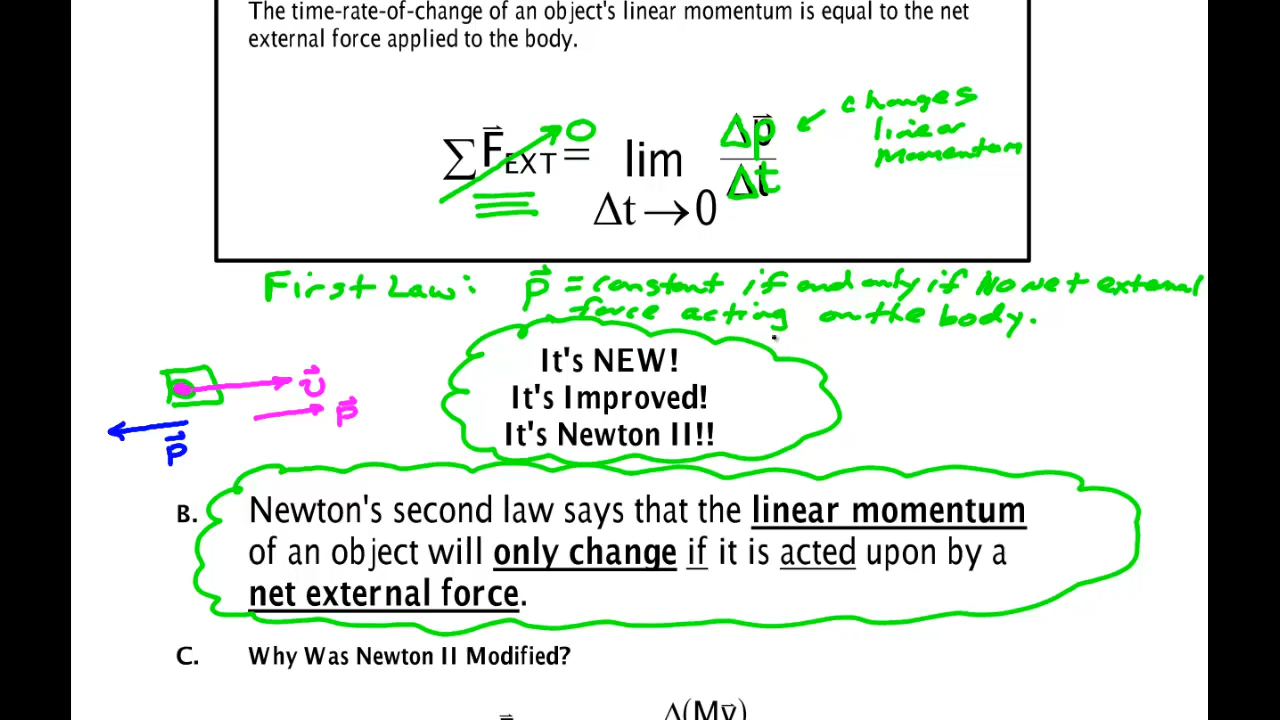 The time-rate-of-change of an object's linear momentum is equal to the net
external force applied to the body.
∑F⃗EXT = lim Δt→0 Δp⃗/Δt
0
changes
linear
Momentum
First Law: p⃗ = constant if and only if No Net external
force acting on the body.
It's NEW!
It's Improved!
It's Newton II!!
v⃗
p⃗
p⃗
B. Newton's second law says that the linear momentum
of an object will only change if it is acted upon by a
net external force.
C. Why Was Newton II Modified?
Δ(Mv⃗)